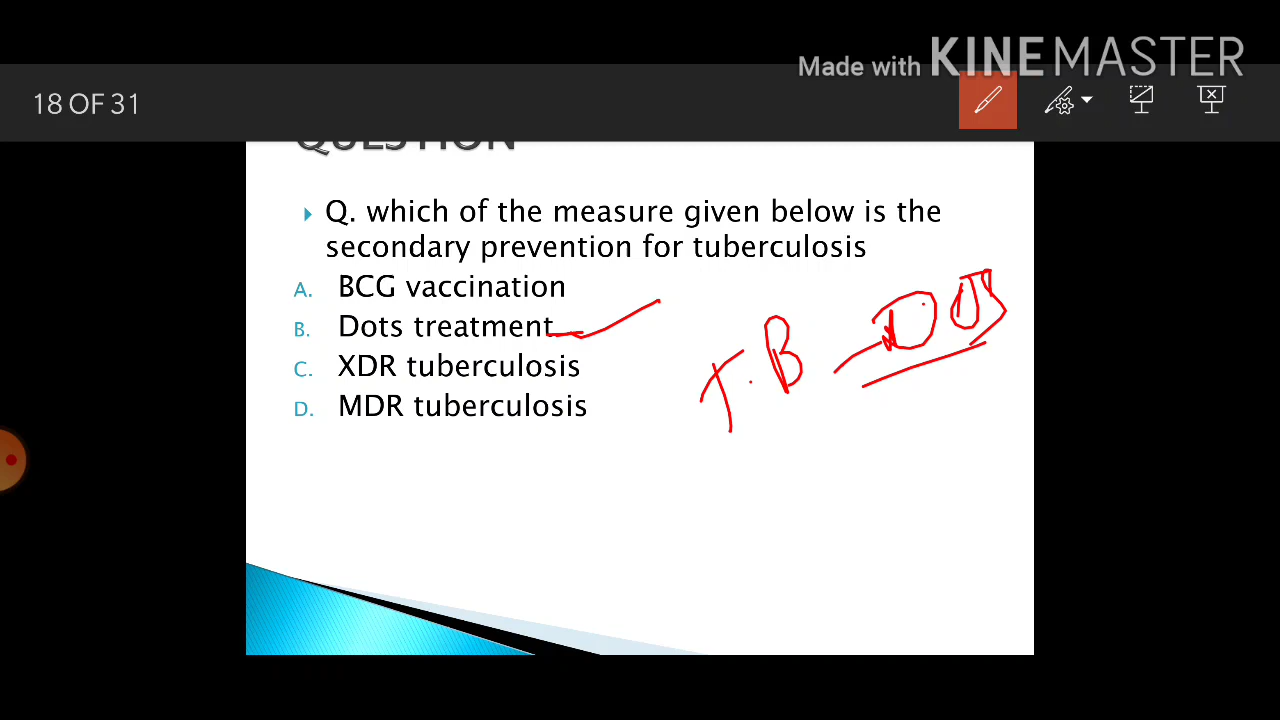 Made with KINEMASTER
18 OF 31
QUESTION
Q. which of the measure given below is the
secondary prevention for tuberculosis
A. BCG vaccination
B. Dots treatment
C. XDR tuberculosis
D. MDR tuberculosis
T.B